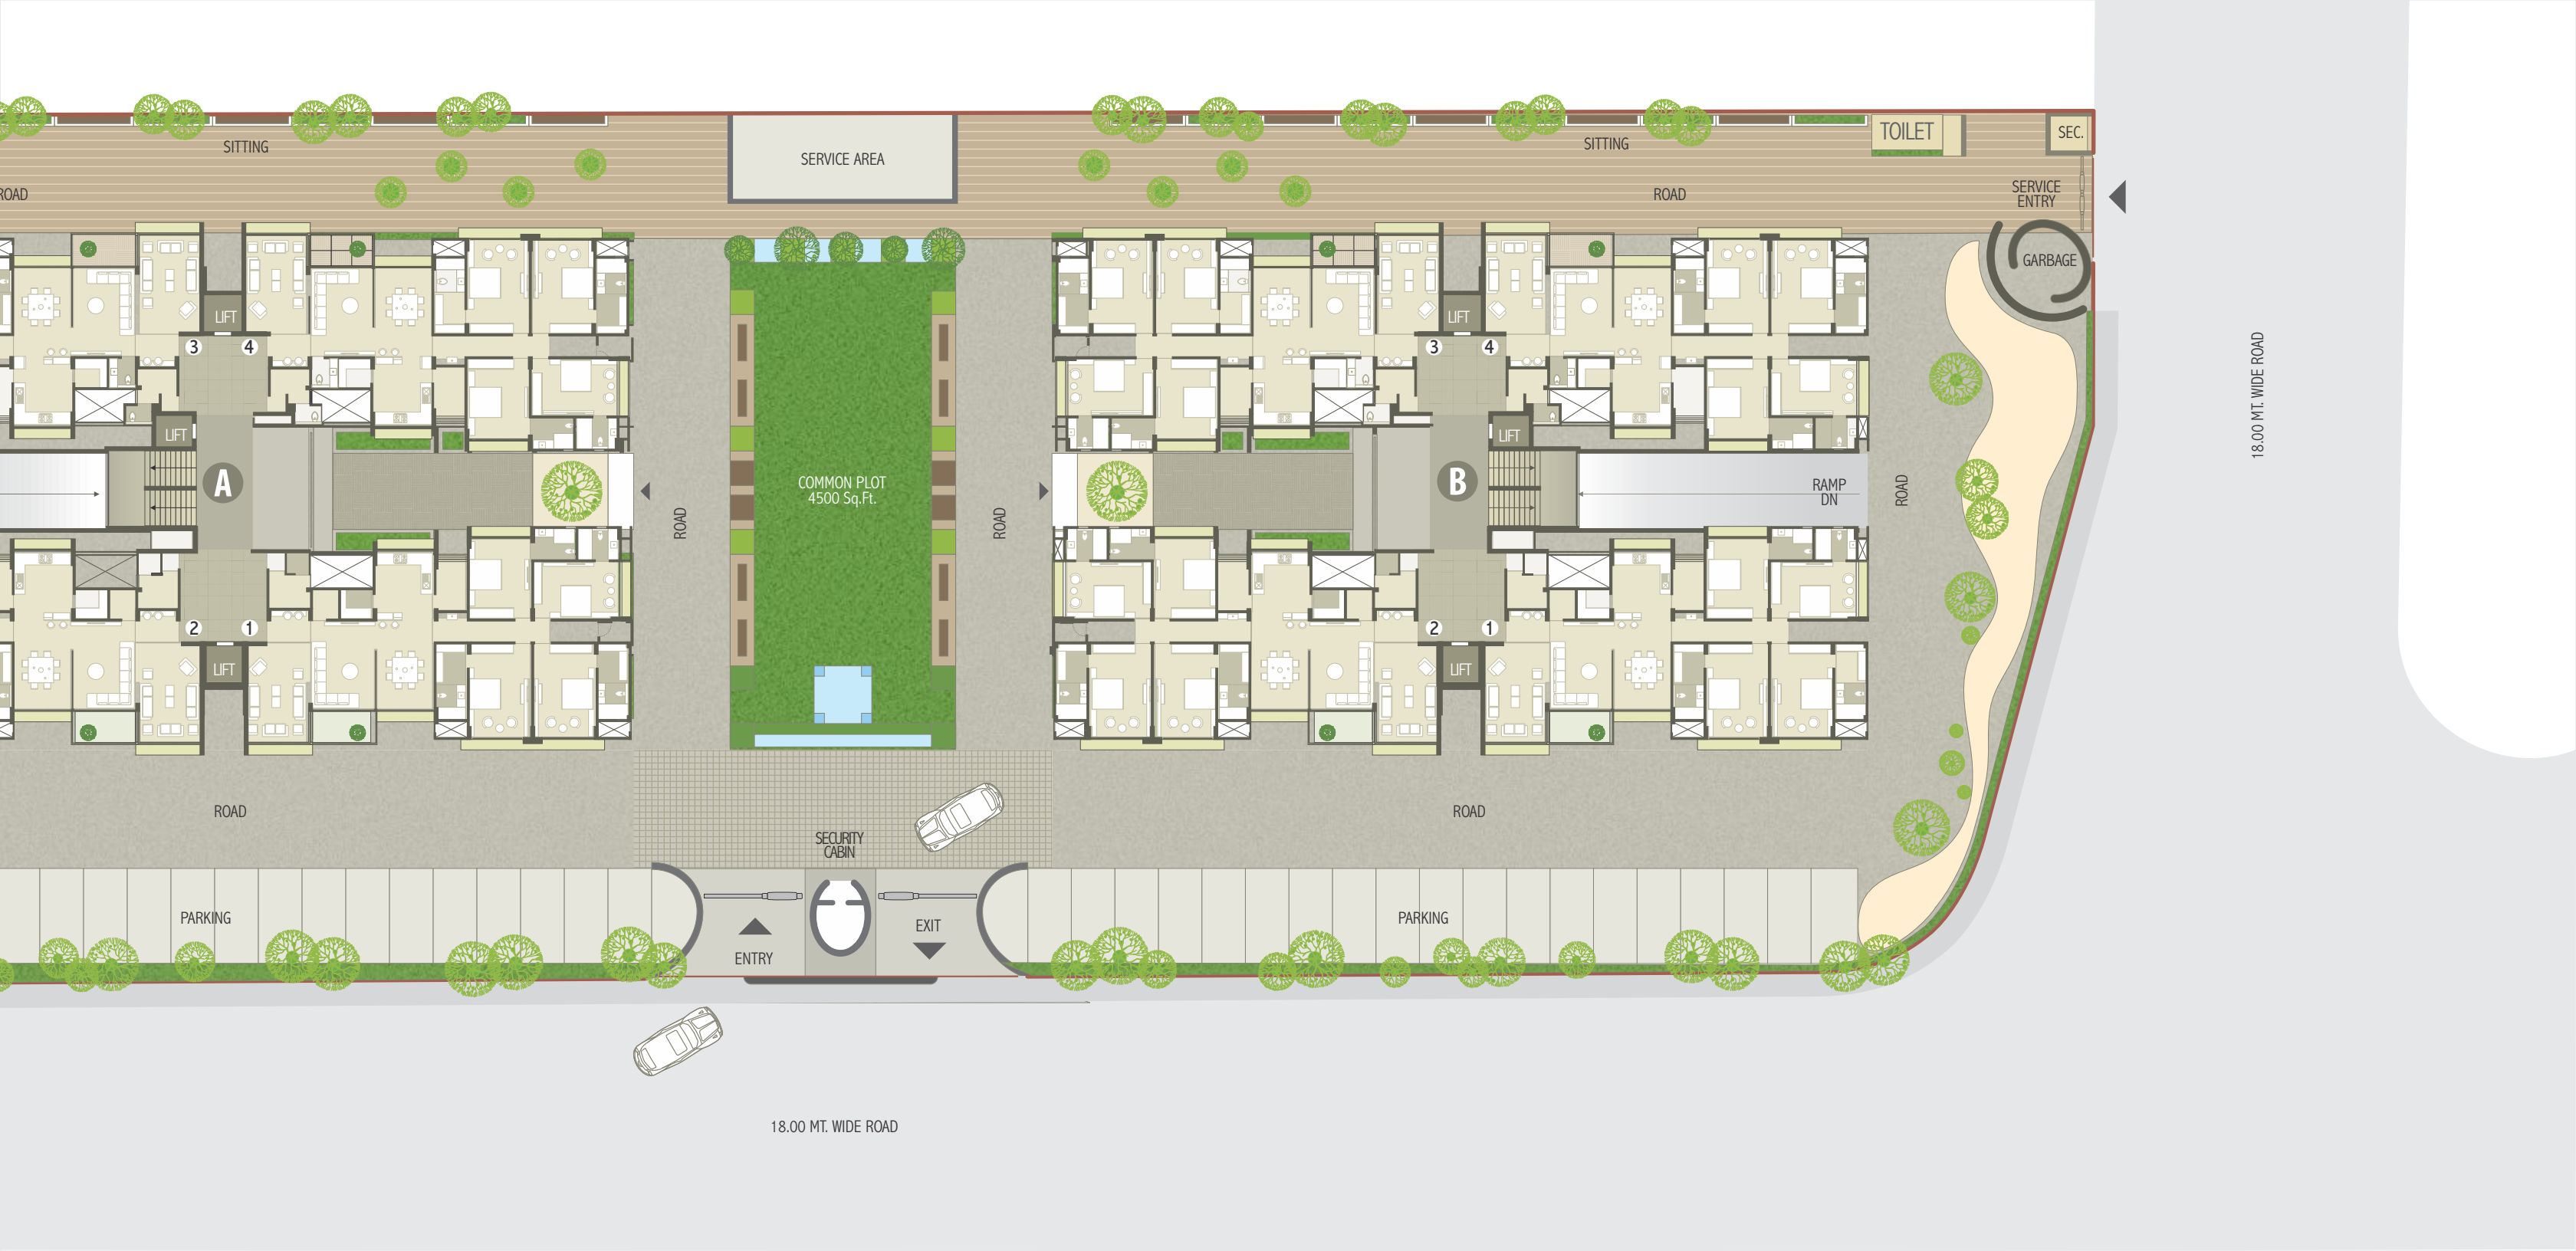 SITTING
SERVICE AREA
SITTING
TOILET
SEC.
ROAD
ROAD
SERVICE
ENTRY
GARBAGE
LIFT
LIFT
3
4
3
4
18.00 MT. WIDE ROAD
LIFT
LIFT
A
COMMON PLOT
4500 Sq.Ft.
B
RAMP
DN
ROAD
ROAD
ROAD
2
1
2
1
LIFT
LIFT
ROAD
ROAD
SECURITY
CABIN
PARKING
ENTRY
EXIT
PARKING
18.00 MT. WIDE ROAD